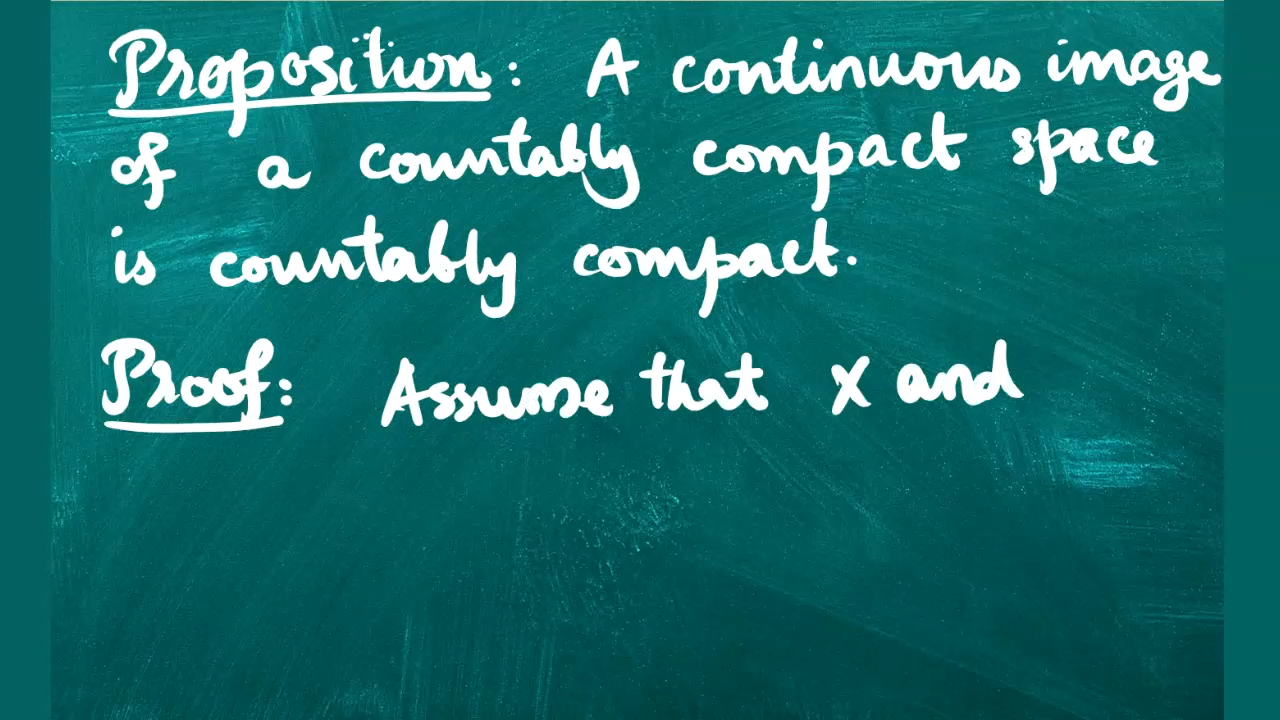 Proposition: A continuous image
of a countably compact space
is countably compact.
Proof: Assume that X and